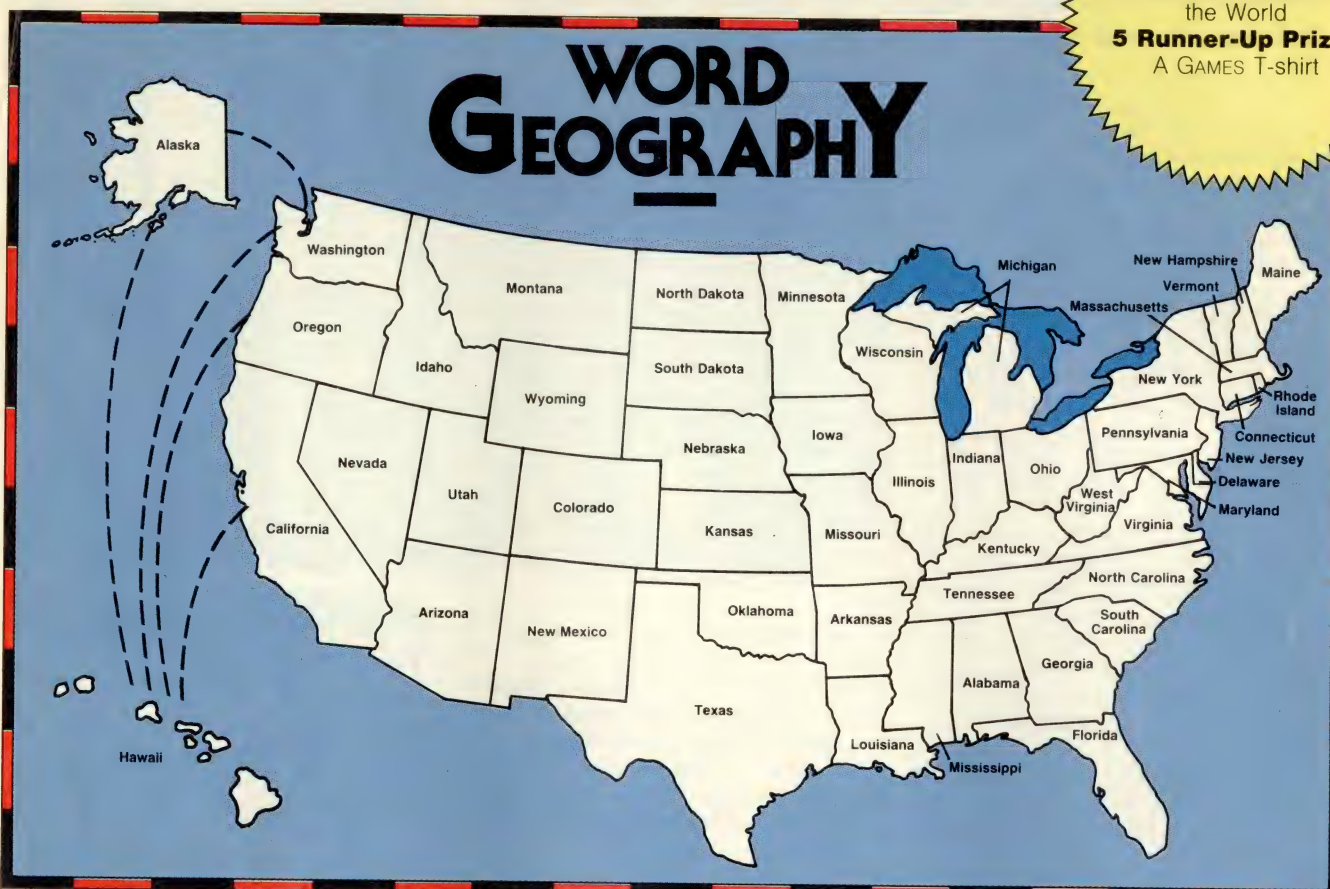 the World
5 Runner-Up Priz
A GAMES T-shirt
WORD
GEOGRAPHY
Alaska
Washington
Montana
North Dakota
Minnesota
Michigan
New Hampshire
Vermont
Massachusetts
Maine
Oregon
Idaho
Wyoming
South Dakota
Wisconsin
New York
Rhode
Island
Connecticut
New Jersey
Delaware
Maryland
Nevada
Utah
Colorado
Nebraska
Iowa
Illinois
Indiana
Ohio
Pennsylvania
West
Virginia
Virginia
California
Kansas
Missouri
Kentucky
North Carolina
Tennessee
South
Carolina
Arizona
New Mexico
Oklahoma
Arkansas
Georgia
Alabama
Texas
Louisiana
Mississippi
Florida
Hawaii